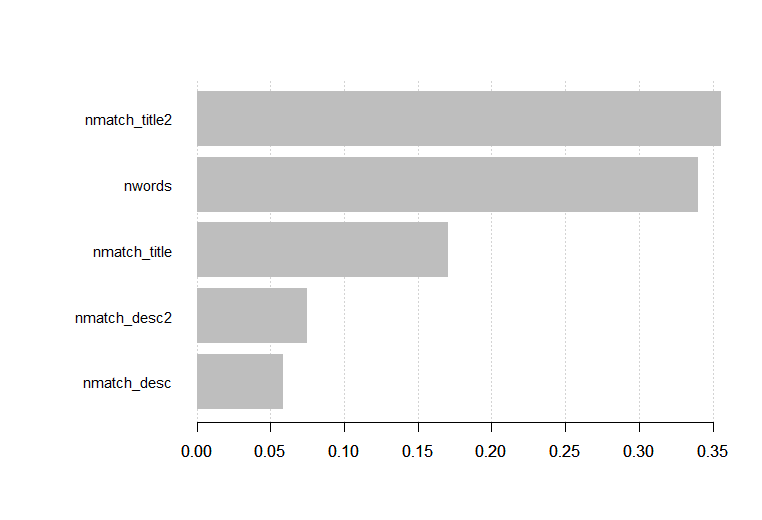 nmatch_title2
nwords
nmatch_title
nmatch_desc2
nmatch_desc
0.00 0.05 0.10 0.15 0.20 0.25 0.30 0.35